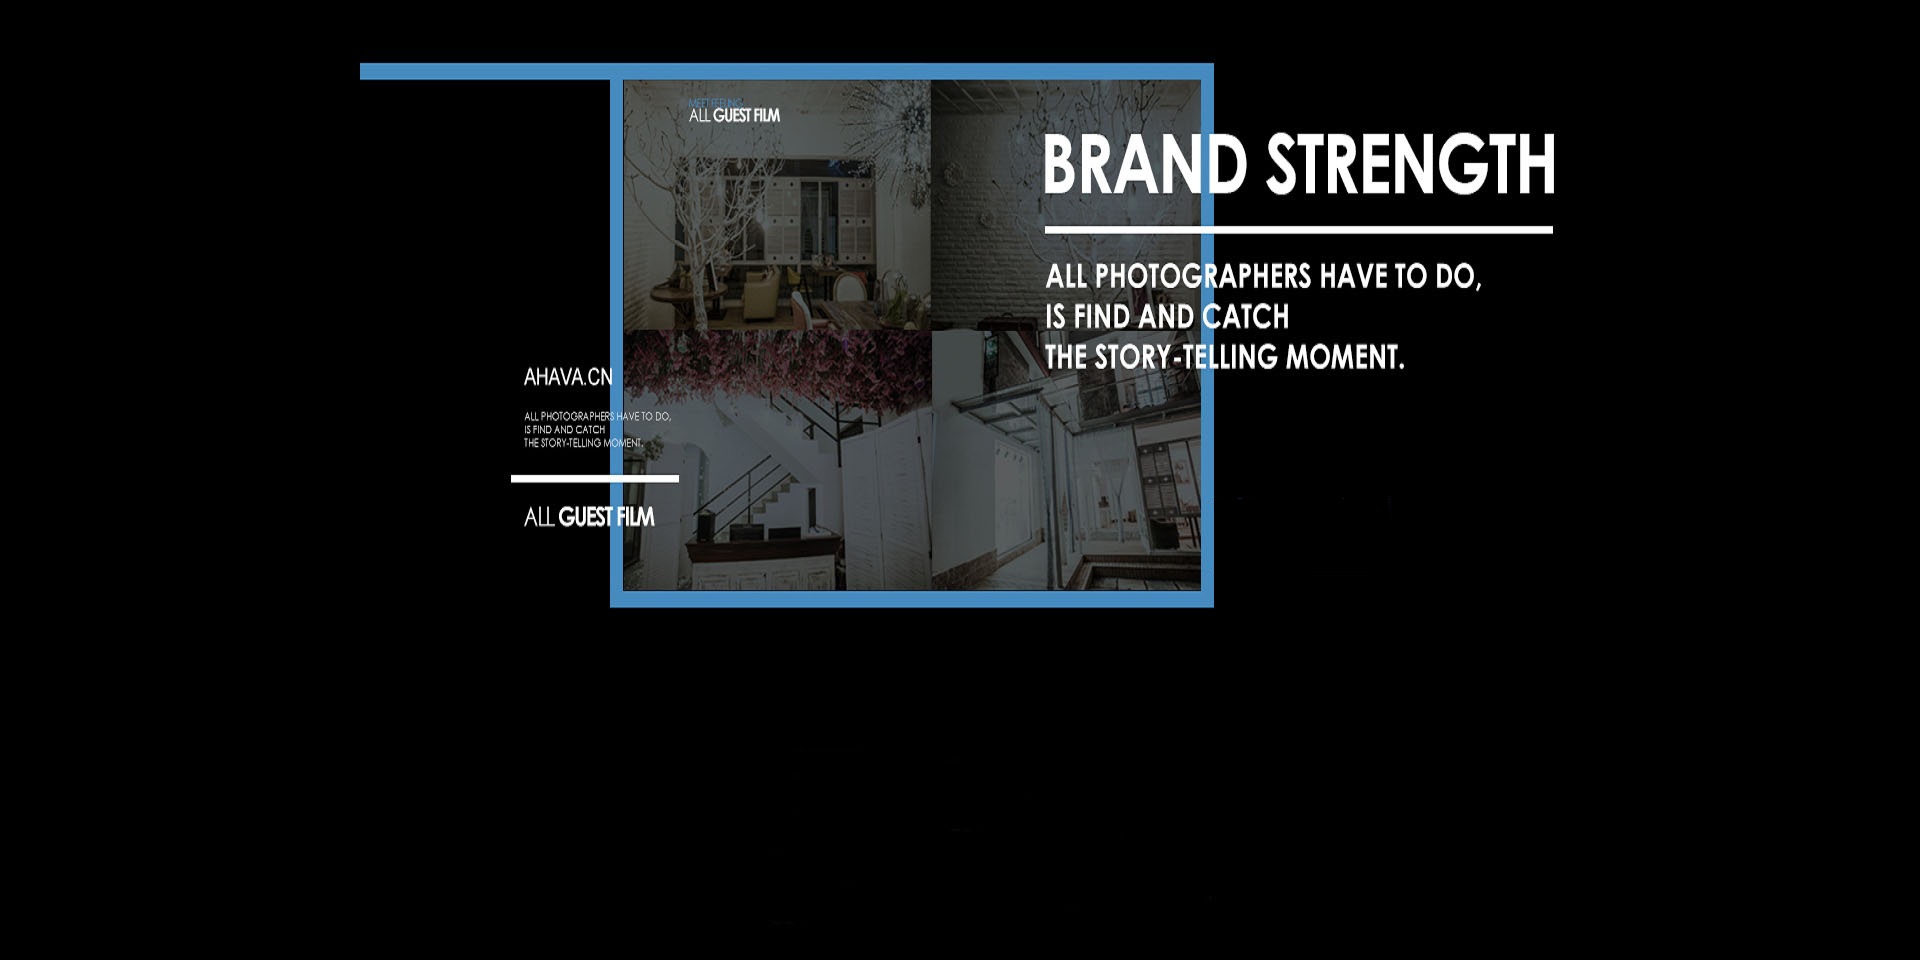 MEET FEELING
ALL GUEST FILM
BRAND STRENGTH
ALL PHOTOGRAPHERS HAVE TO DO,
IS FIND AND CATCH
THE STORY-TELLING MOMENT.
AHAVA.CN
ALL PHOTOGRAPHERS HAVE TO DO,
IS FIND AND CATCH
THE STORY-TELLING MOMENT.
ALL GUEST FILM